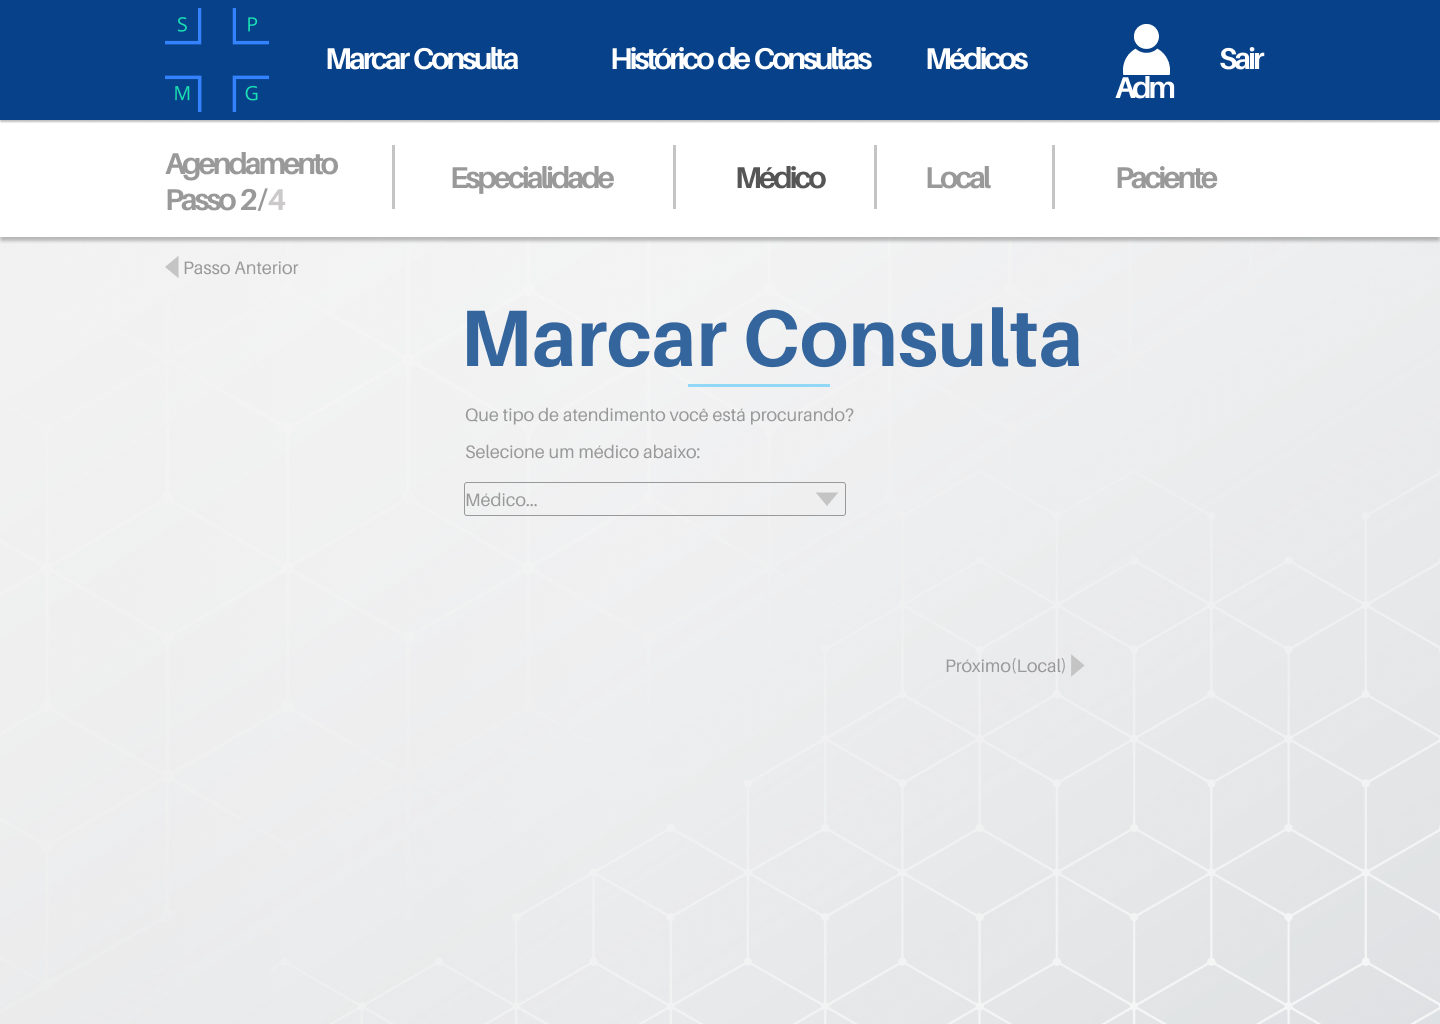 S P
M G
Marcar Consulta
Histórico de Consultas
Médicos
Adm
Sair
Agendamento
Passo 2/4
Especialidade
Médico
Local
Paciente
Passo Anterior
Marcar Consulta
Que tipo de atendimento você está procurando?
Selecione um médico abaixo:
Médico...
Próximo(Local)